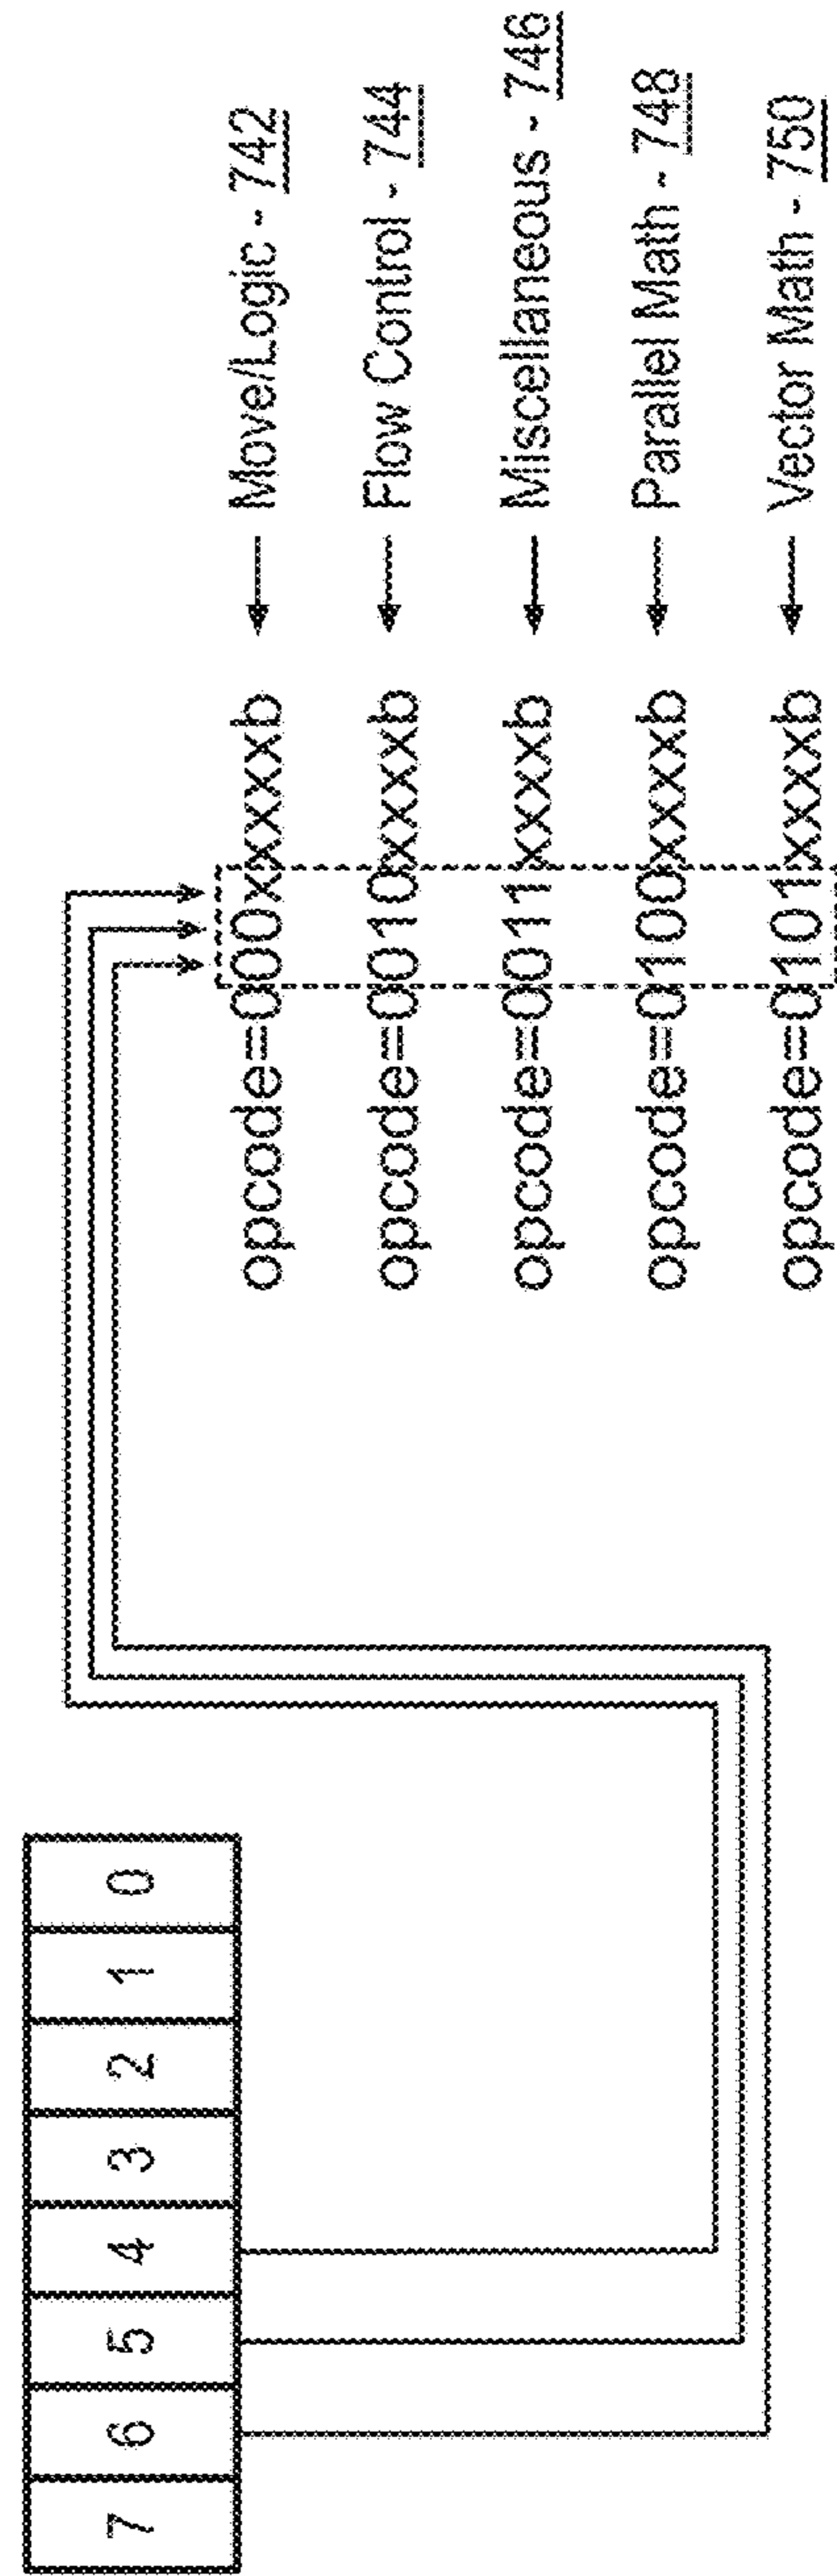 7 6 5 4 3 2 1 0
opcode=000xxxxxb ← Move/Logic - 742
opcode=0010xxxxb ← Flow Control - 744
opcode=0011xxxxb ← Miscellaneous - 746
opcode=0100xxxxb ← Parallel Math - 748
opcode=0101xxxxb ← Vector Math - 750